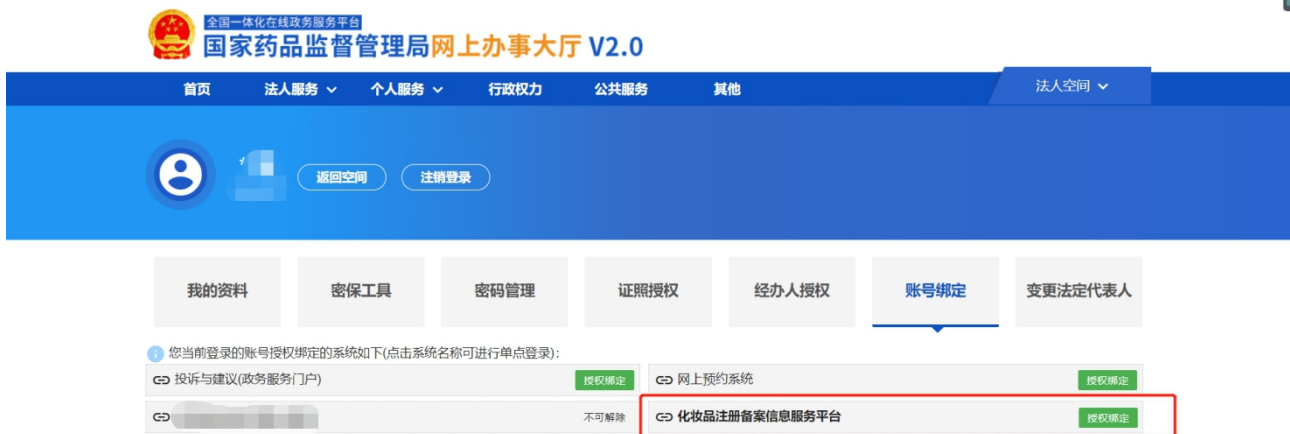 全国一体化在线政务服务平台
国家药品监督管理局网上办事大厅 V2.0
首页 法人服务 个人服务 行政权力 公共服务 其他 法人空间
返回空间 注销登录
我的资料 密保工具 密码管理 证照授权 经办人授权 账号绑定 变更法定代表人
您当前登录的账号授权绑定的系统如下(点击系统名称可进行单点登录):
投诉与建议(政务服务门户) 授权绑定 网上预约系统 授权绑定
不可解除 化妆品注册备案信息服务平台 授权绑定